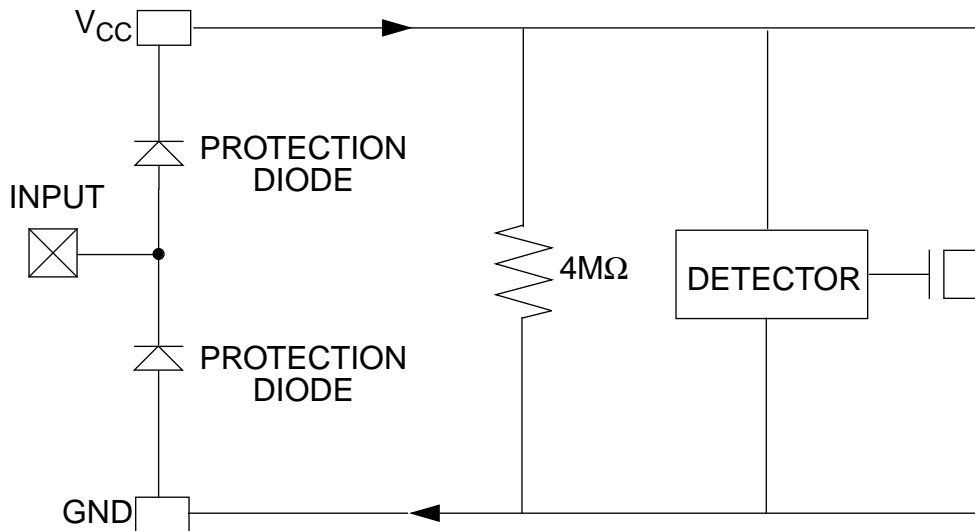 VCC
PROTECTION
DIODE
INPUT
4MΩ
DETECTOR
PROTECTION
DIODE
GND